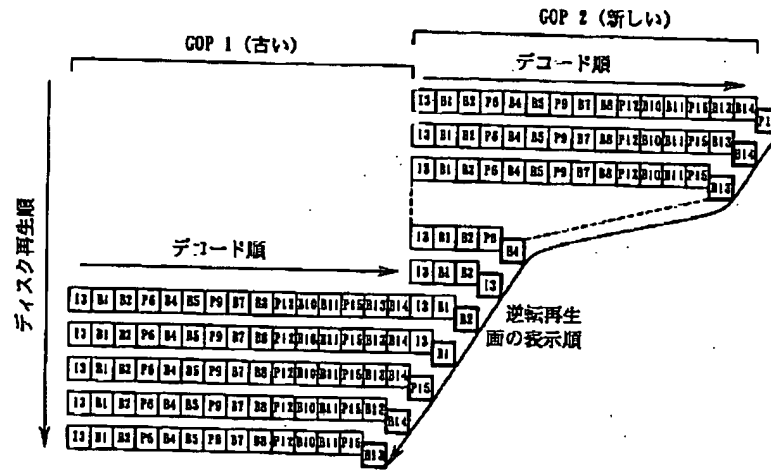 GOP 2 (新しい)
GOP 1 (古い)
デコード順
I3 B1 B2 P6 B4 B5 P9 B7 B8 P12 B10 B11 P15 B13 B14
I3 B1 B2 P6 B4 B5 P9 B7 B8 P12 B10 B11 P15 B13 B14
I3 B1 B2 P6 B4 B5 P9 B7 B8 P12 B10 B11 P15 B13
I3 B1 B2 P6 B4
デコード順
I3 B1 B2 I3
I3 B1 B2 P6 B4 B5 P9 B7 B8 P12 B10 B11 P15 B13 B14 I3 B1 B2
I3 B1 B2 P6 B4 B5 P9 B7 B8 P12 B10 B11 P15 B13 B14 I3 B1
I3 B1 B2 P6 B4 B5 P9 B7 B8 P12 B10 B11 P15 B13 B14 P15
I3 B1 B2 P6 B4 B5 P9 B7 B8 P12 B10 B11 P15 B13 B14
I3 B1 B2 P6 B4 B5 P9 B7 B8 P12 B10 B11 P15 B13
逆転再生
面の表示順
ディスク再生順